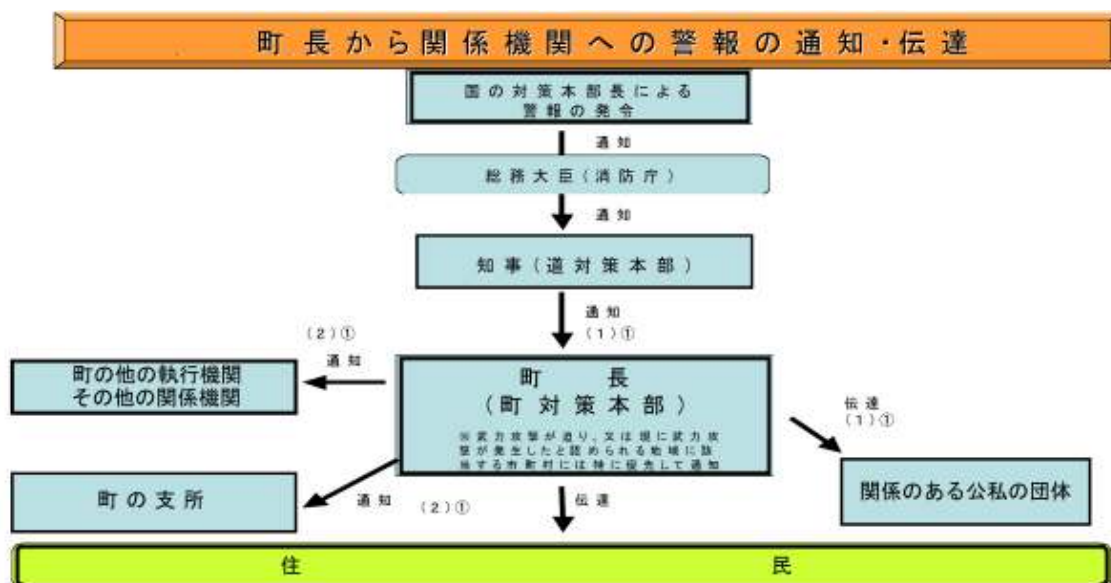 町長から関係機関への警報の通知・伝達
国の対策本部長による
警報の発令
通知
総務大臣(消防庁)
通知
知事(道対策本部)
通知
(1)①
(2)①
通知
町の他の執行機関
その他の関係機関
町 長
(町対策本部)
※武力攻撃が迫り、又は現に武力攻
撃が発生したと認められる地域に該
当する市町村には特に優先して通知
伝達
(1)①
町の支所
通知 (2)①
伝達
関係のある公私の団体
住 民